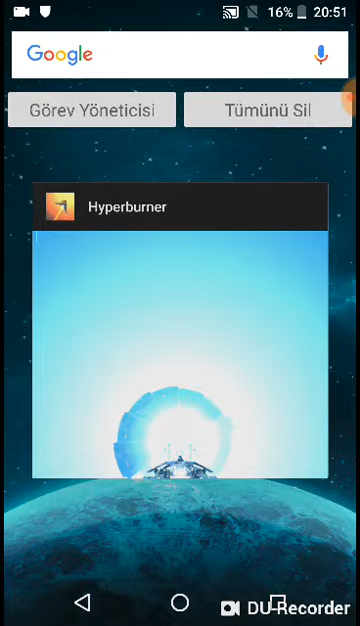 16% 20:51
Google
Görev Yöneticisi Tümünü Sil
Hyperburner
DU Recorder